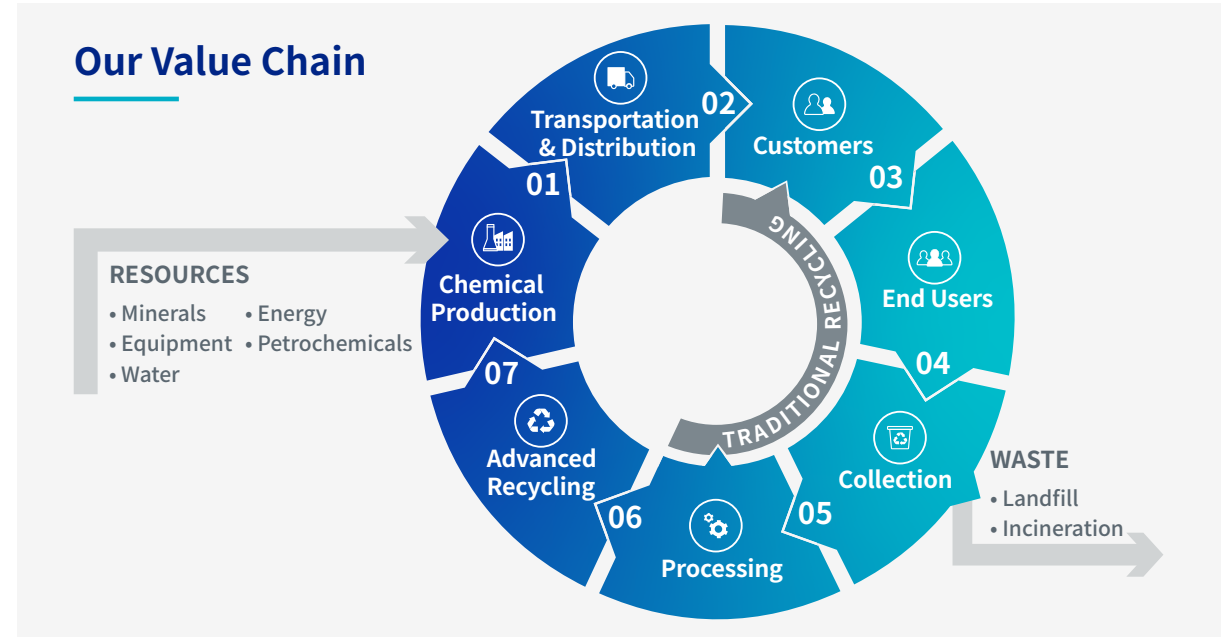 Our Value Chain
01
Chemical
Production
02
Transportation
& Distribution
03
Customers
04
End Users
05
Collection
06
Processing
07
Advanced
Recycling
TRADITIONAL RECYCLING
RESOURCES
• Minerals
• Equipment
• Water
• Energy
• Petrochemicals
WASTE
• Landfill
• Incineration